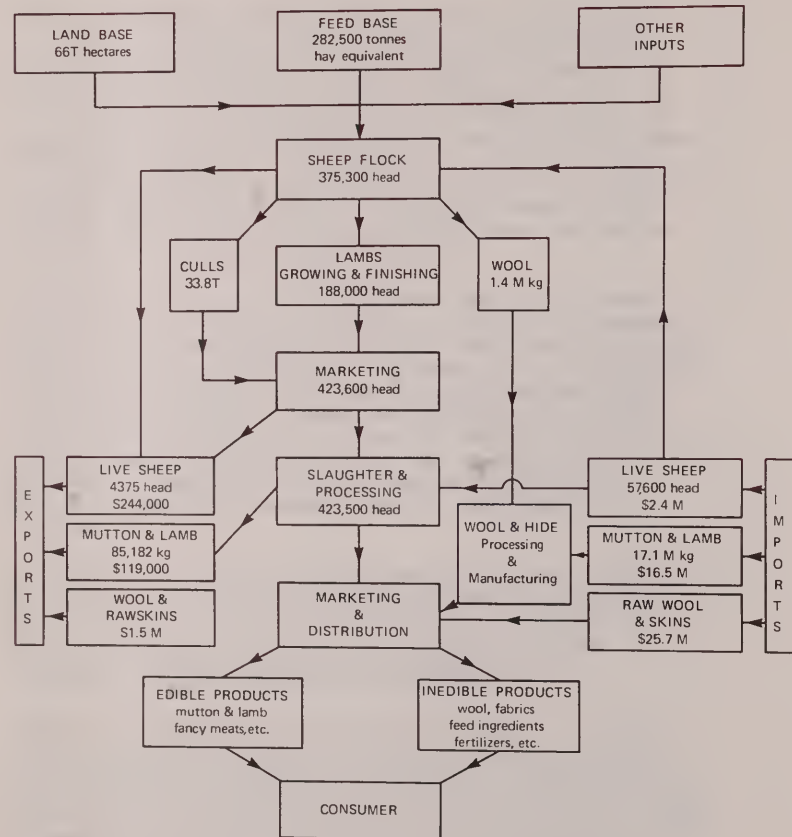 LAND BASE
66T hectares
FEED BASE
282,500 tonnes
hay equivalent
OTHER
INPUTS
SHEEP FLOCK
375,300 head
CULLS
33.8T
LAMBS
GROWING & FINISHING
188,000 head
WOOL
1.4 M kg
MARKETING
423,600 head
EXPORTS
LIVE SHEEP
4375 head
S244,000
MUTTON & LAMB
85,182 kg
$119,000
WOOL &
RAWSKINS
S1.5 M
SLAUGHTER &
PROCESSING
423,500 head
WOOL & HIDE
Processing
&
Manufacturing
LIVE SHEEP
57,600 head
$2.4 M
MUTTON & LAMB
17.1 M kg
$16.5 M
RAW WOOL
& SKINS
$25.7 M
IMPORTS
MARKETING
&
DISTRIBUTION
EDIBLE PRODUCTS
mutton & lamb
fancy meats, etc.
INEDIBLE PRODUCTS
wool, fabrics
feed ingredients
fertilizers, etc.
CONSUMER